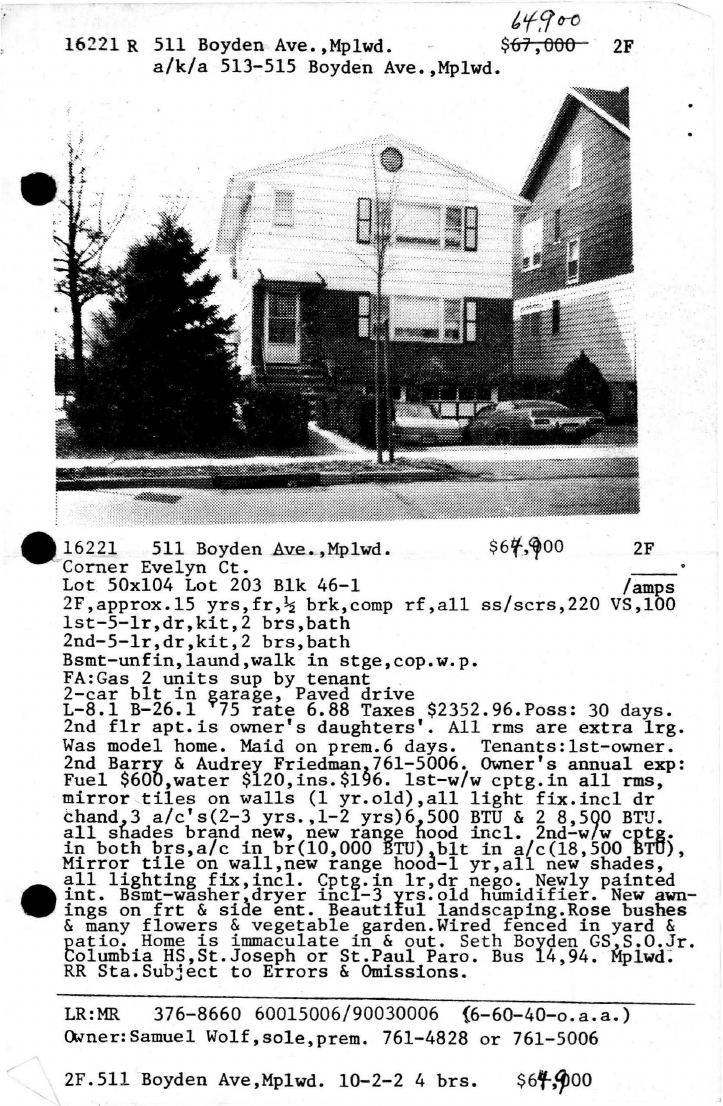 64,900
16221 R 511 Boyden Ave.,Mplwd. - $67,000 2F
a/k/a 513-515 Boyden Ave.,Mplwd.
16221 511 Boyden Ave.,Mplwd. $64,900 2F
Corner Evelyn Ct.
Lot 50x104 Lot 203 Blk 46-1 /amps
2F,approx.15 yrs,fr,½ brk,comp rf,all ss/scrs,220 VS,100
1st-5-lr,dr,kit,2 brs,bath
2nd-5-lr,dr,kit,2 brs,bath
Bsmt-unfin,laund,walk in stge,cop.w.p.
FA:Gas 2 units sup by tenant
2-car blt in garage, Paved drive
L-8.1 B-26.1 '75 rate 6.88 Taxes $2352.96.Poss: 30 days.
2nd flr apt.is owner's daughters'. All rms are extra lrg.
Was model home. Maid on prem.6 days. Tenants:1st-owner.
2nd Barry & Audrey Friedman,761-5006. Owner's annual exp:
Fuel $600,water $120,ins.$196. 1st-w/w cptg.in all rms,
mirror tiles on walls (1 yr.old),all light fix.incl dr
chand,3 a/c's(2-3 yrs.,1-2 yrs)6,500 BTU & 2 8,500 BTU.
all shades brand new, new range hood incl. 2nd-w/w cptg.
in both brs,a/c in br(10,000 BTU),blt in a/c(18,500 BTU),
Mirror tile on wall,new range hood-1 yr,all new shades,
all lighting fix,incl. Cptg.in lr,dr nego. Newly painted
int. Bsmt-washer,dryer incl-3 yrs.old humidifier. New awn-
ings on frt & side ent. Beautiful landscaping.Rose bushes
& many flowers & vegetable garden.Wired fenced in yard &
patio. Home is immaculate in & out. Seth Boyden GS,S.O.Jr.
Columbia HS,St.Joseph or St.Paul Paro. Bus 14,94. Mplwd.
RR Sta.Subject to Errors & Omissions.
LR:MR 376-8660 60015006/90030006 (6-60-40-o.a.a.)
Owner:Samuel Wolf,sole,prem. 761-4828 or 761-5006
2F.511 Boyden Ave,Mplwd. 10-2-2 4 brs. $64,900